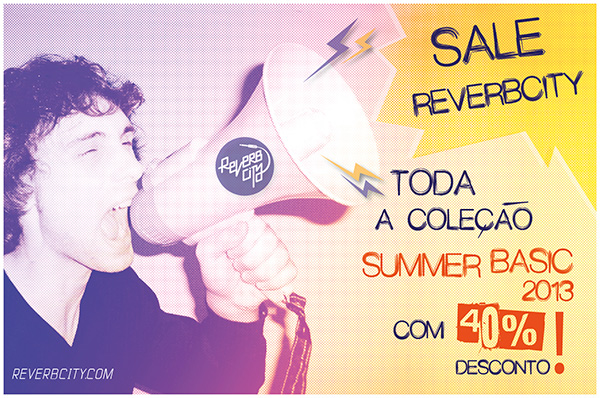 SALE
REVERBCITY
REVERB
CITY
TODA
A COLEÇÃO
SUMMER BASIC
2013
COM 40%
DESCONTO!
REVERBCITY.COM